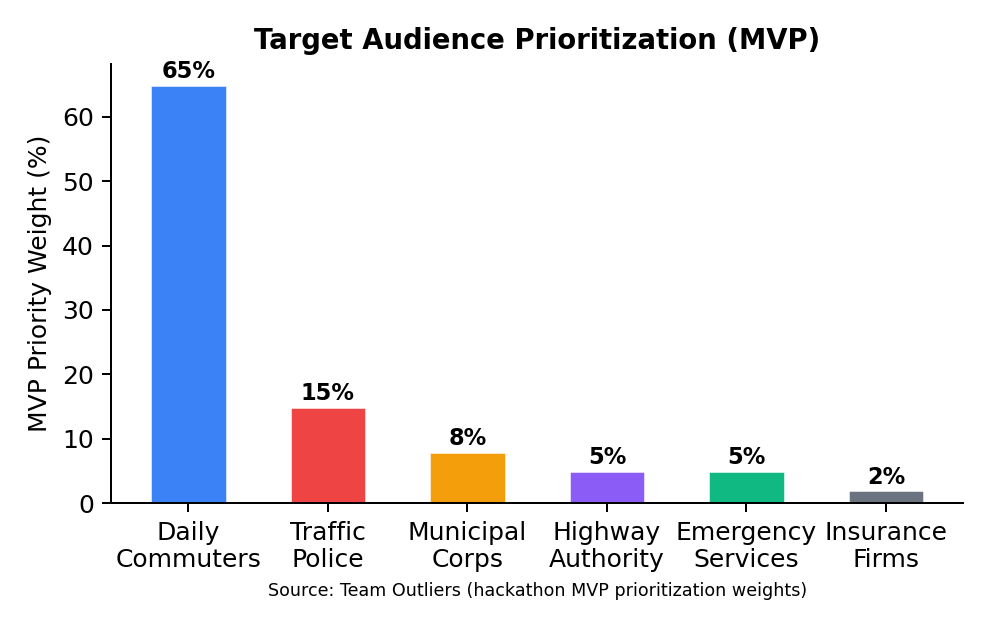 Target Audience Prioritization (MVP)
MVP Priority Weight (%)
60
50
40
30
20
10
0
65%
15%
8%
5%
5%
2%
Daily
Commuters
Traffic
Police
Municipal
Corps
Highway
Authority
Emergency
Services
Insurance
Firms
Source: Team Outliers (hackathon MVP prioritization weights)